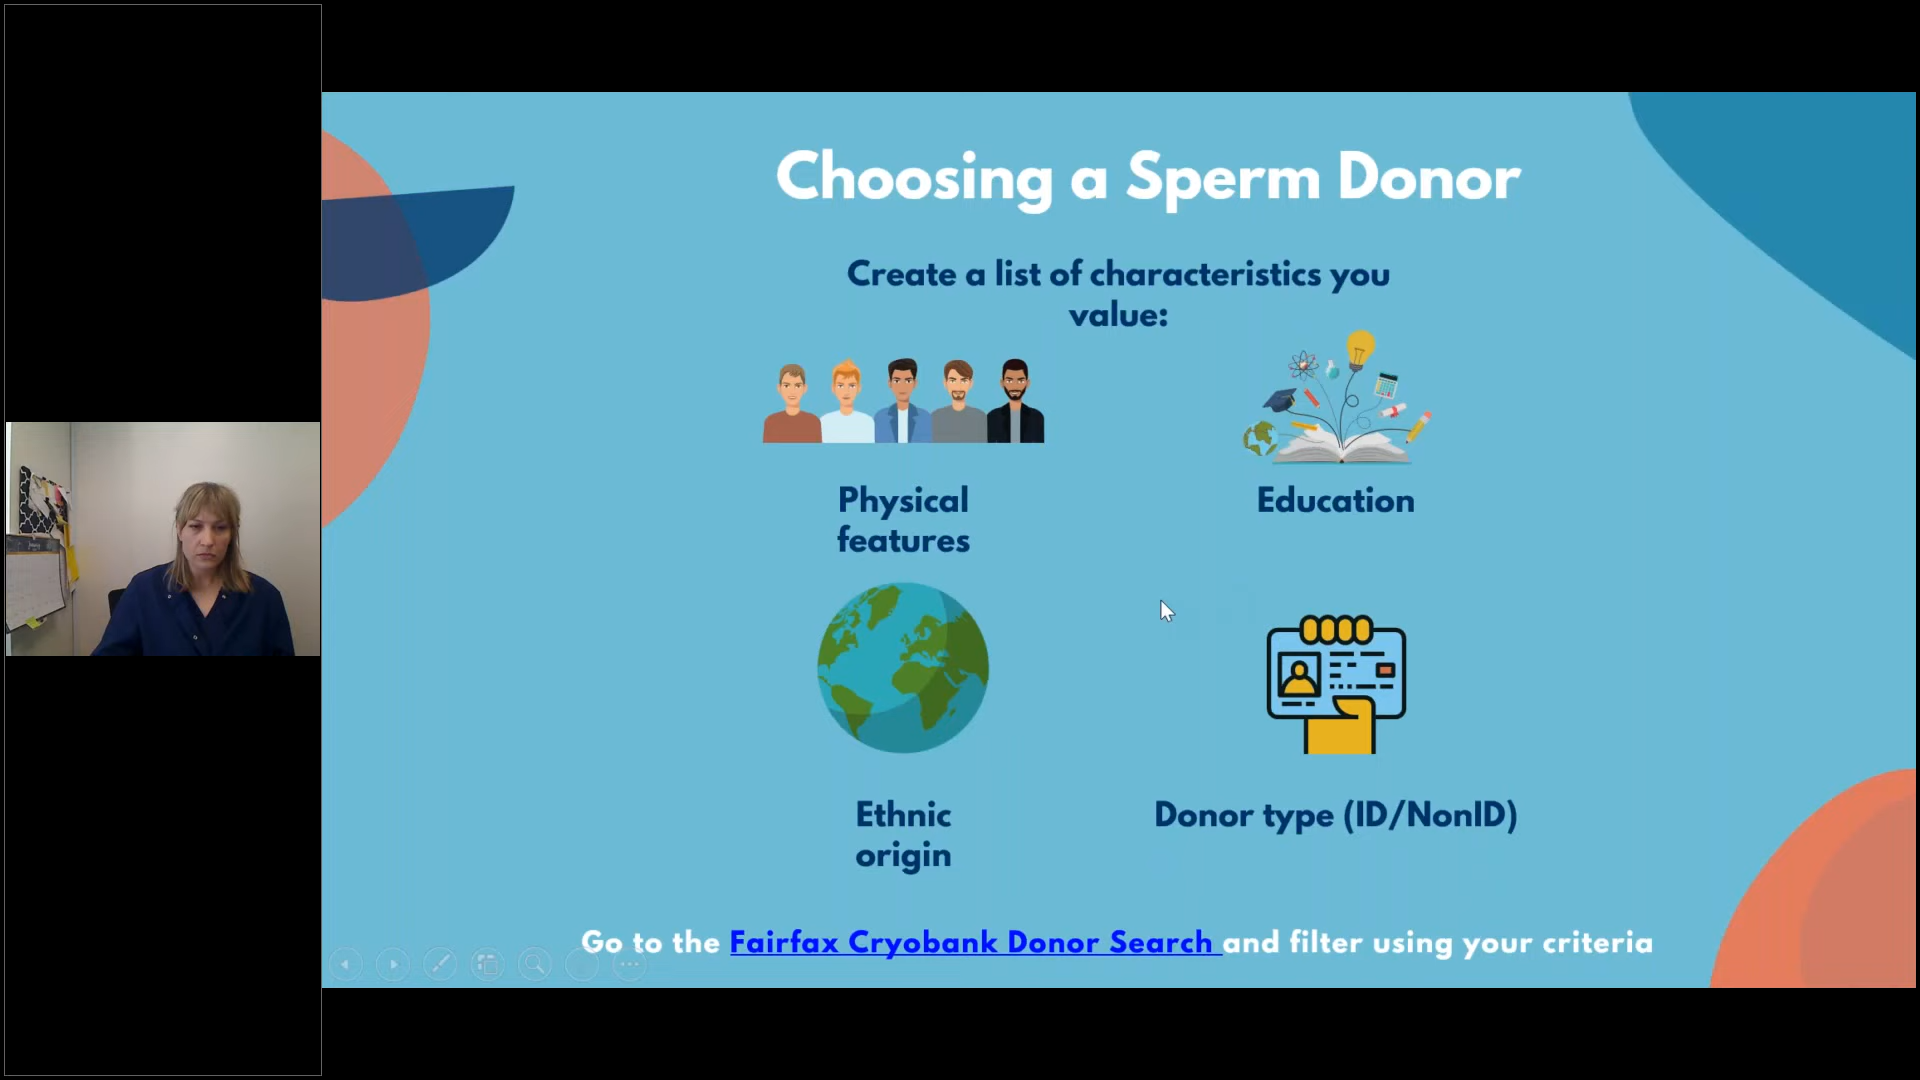 Choosing a Sperm Donor
Create a list of characteristics you
value:
Physical
features
Education
Ethnic
origin
Donor type (ID/NonID)
Go to the Fairfax Cryobank Donor Search and filter using your criteria